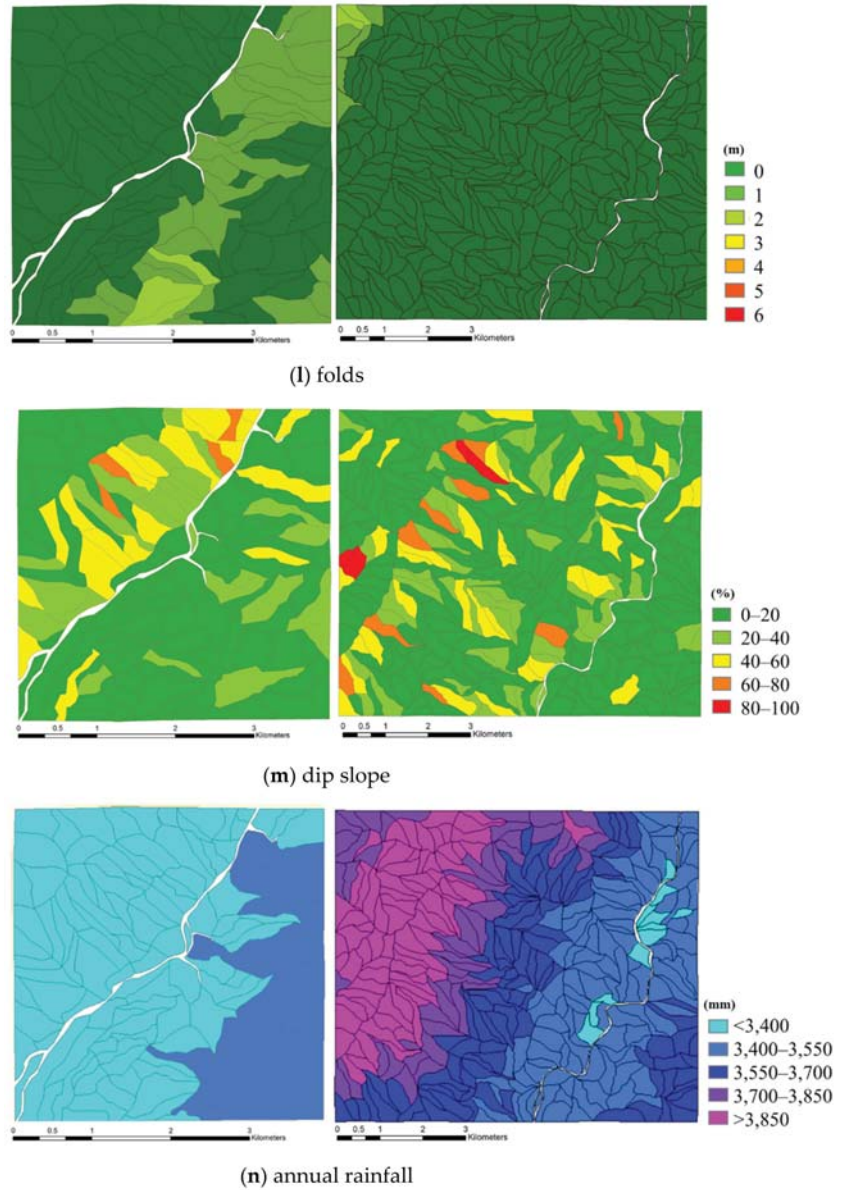 (m)
0
1
2
3
4
5
6
0 0.5 1 2 3 Kilometers
0 0.5 1 2 3 Kilometers
(l) folds
(%)
0–20
20–40
40–60
60–80
80–100
0 0.5 1 2 3 Kilometers
0 0.5 1 2 3 Kilometers
(m) dip slope
(mm)
<3,400
3,400–3,550
3,550–3,700
3,700–3,850
>3,850
0 0.5 1 2 3 Kilometers
0 0.5 1 2 3 Kilometers
(n) annual rainfall